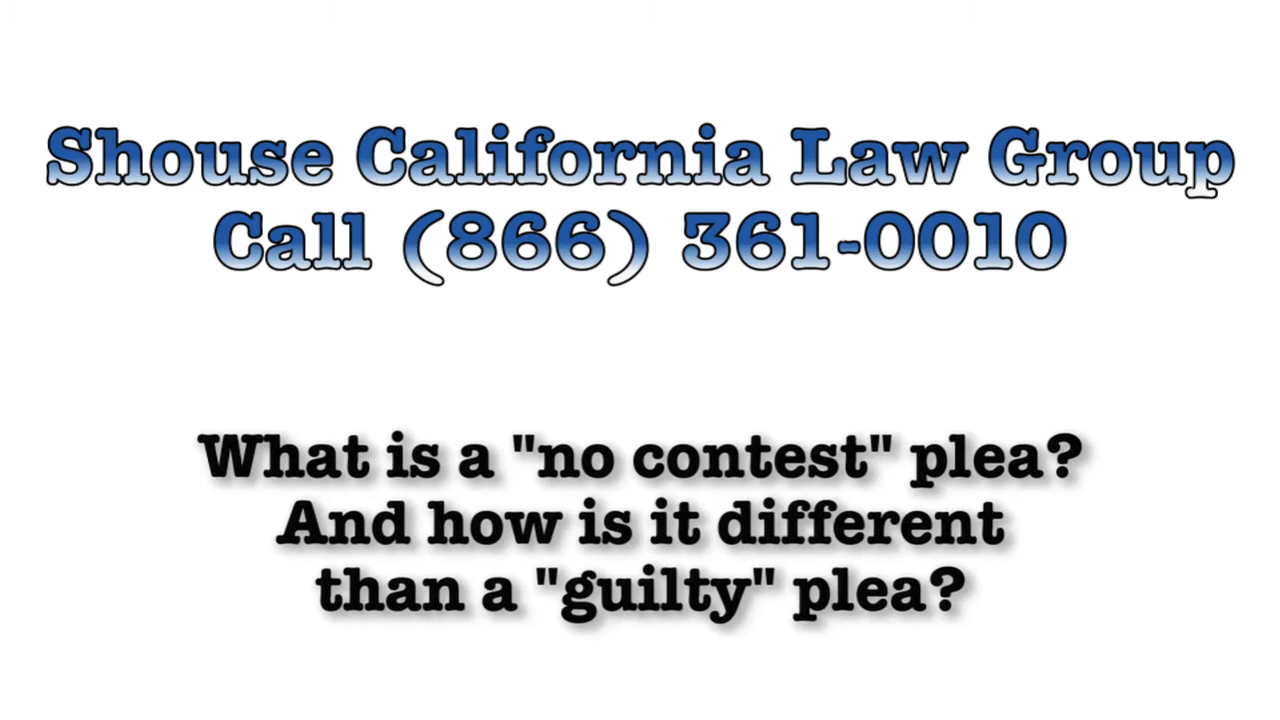 Shouse California Law Group
Call (866) 361-0010
What is a "no contest" plea?
And how is it different
than a "guilty" plea?